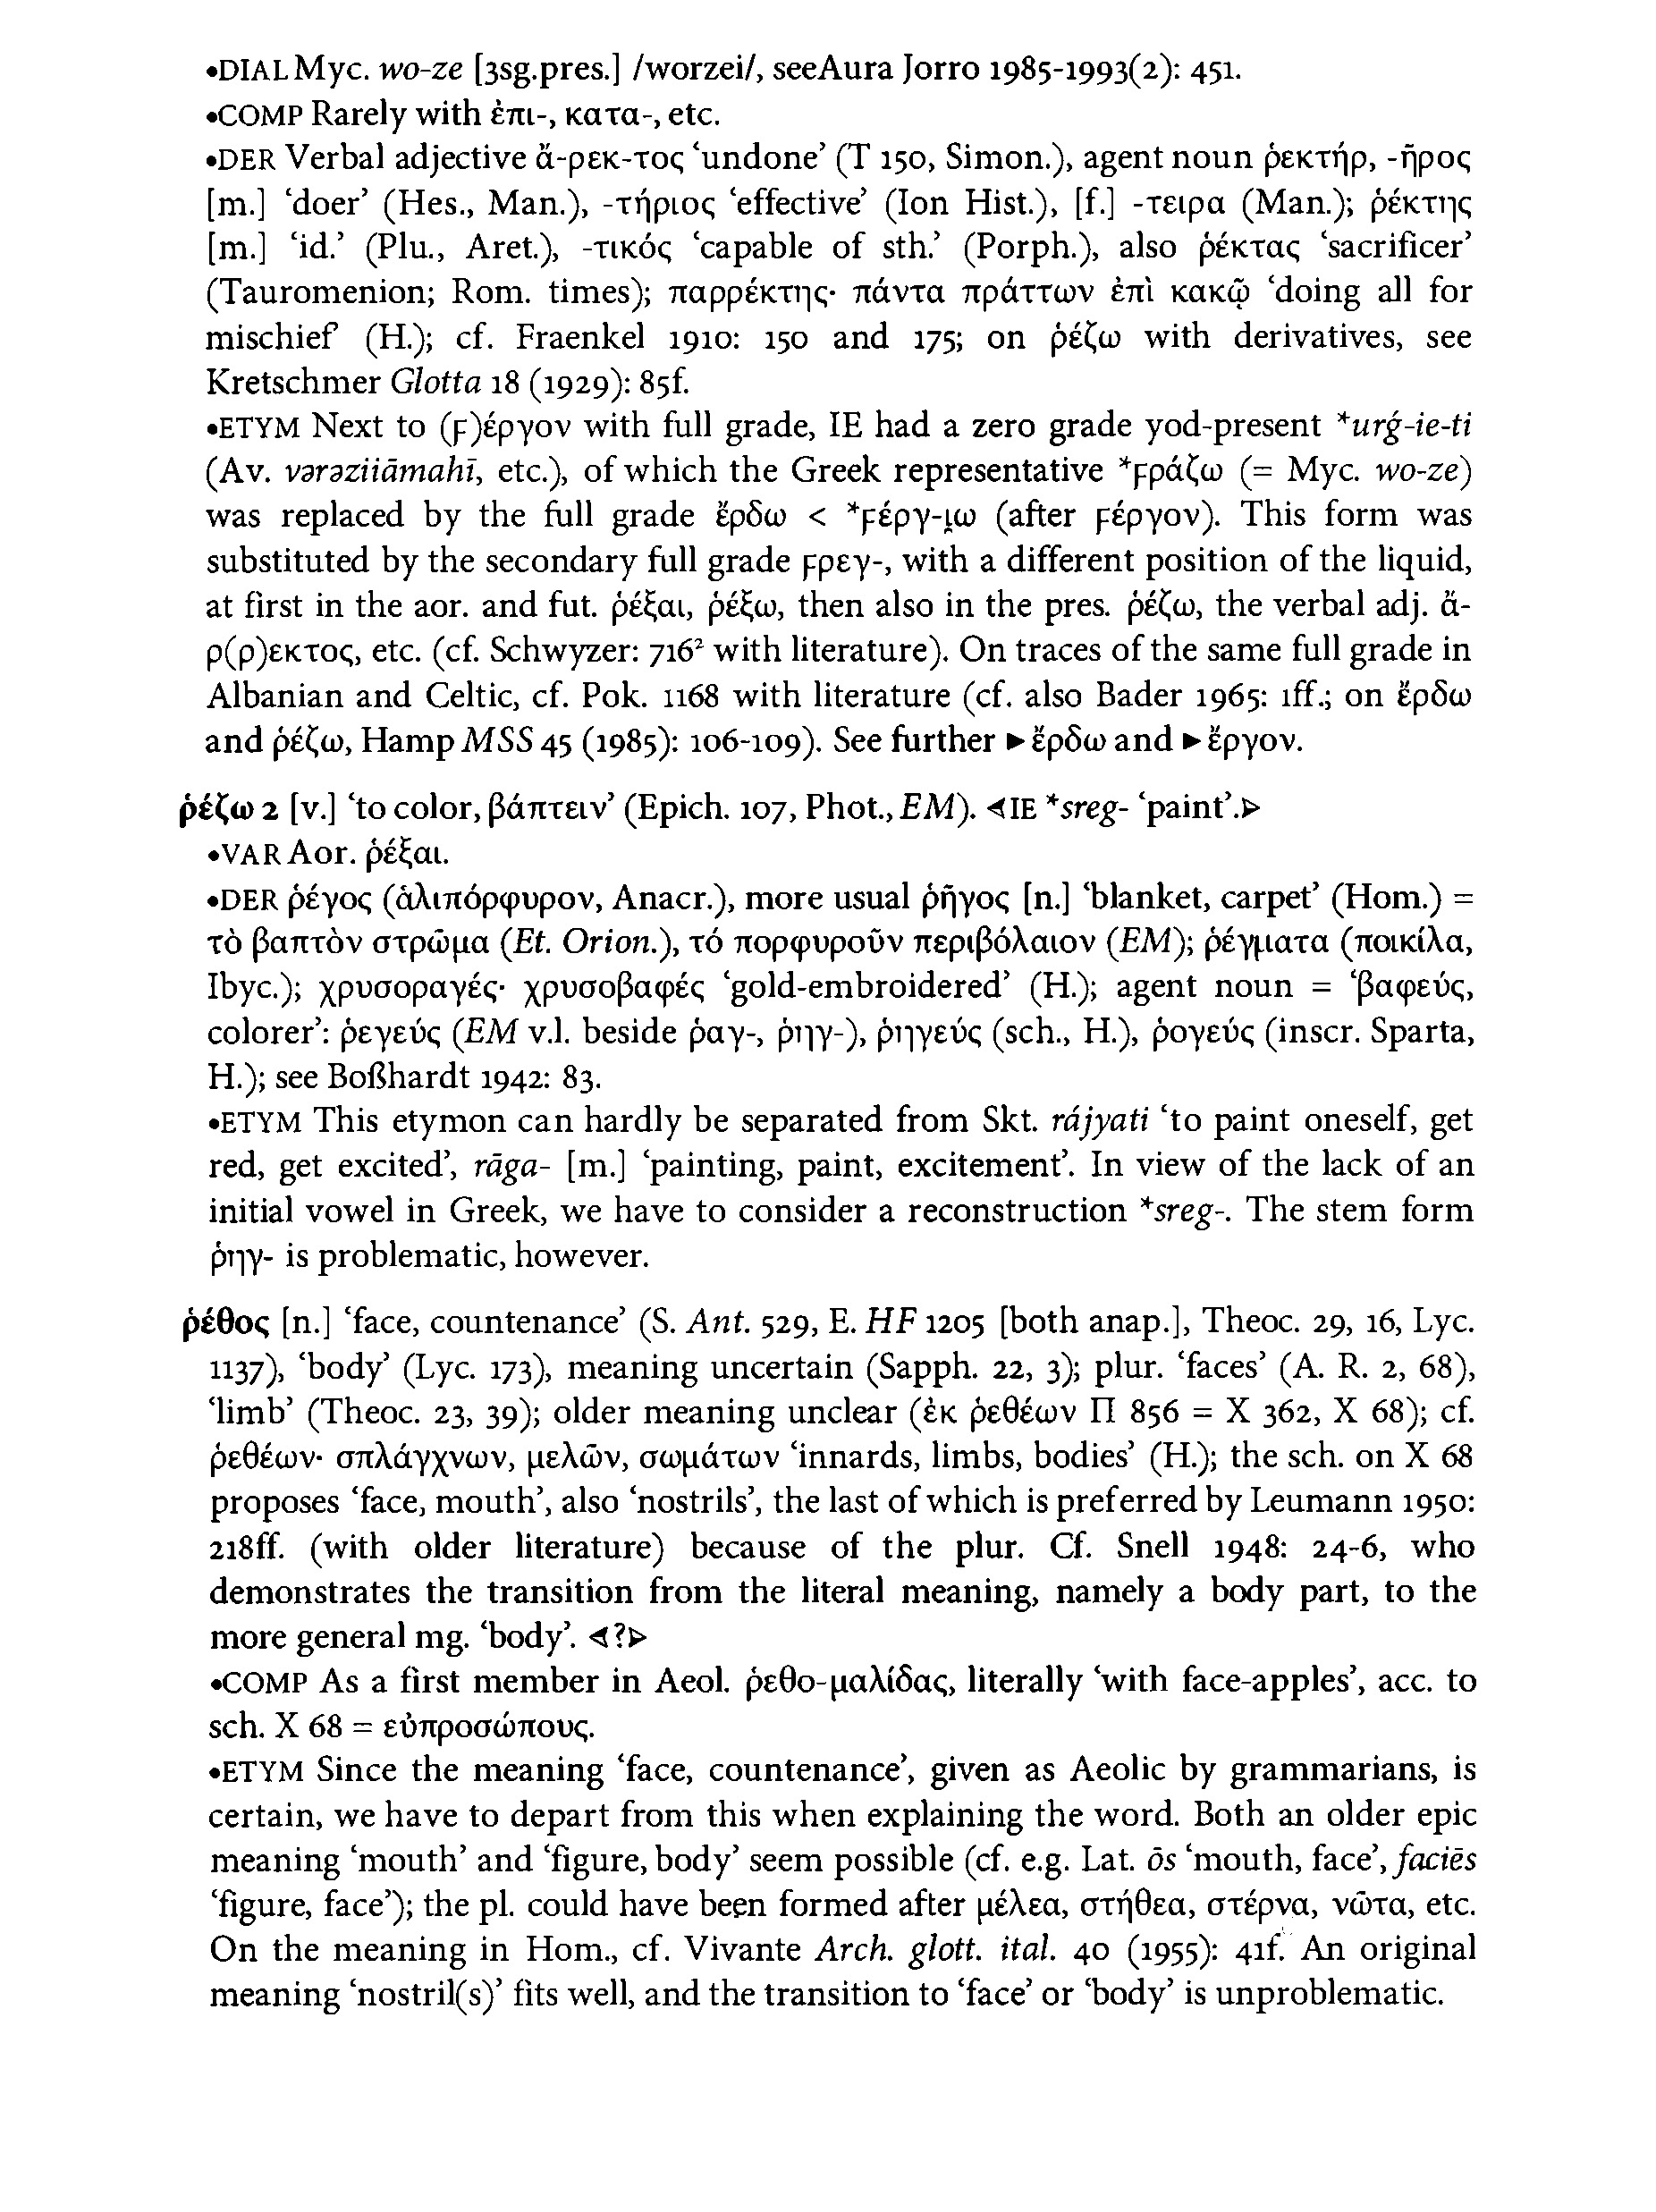 •DIAL Myc. wo-ze [3sg.pres.] /worzei/, seeAura Jorro 1985-1993(2): 451.
•COMP Rarely with ἐπι-, κατα-, etc.
•DER Verbal adjective ἄ-ρεκ-τος ‘undone’ (T 150, Simon.), agent noun ῥεκτήρ, -ῆρος
[m.] ‘doer’ (Hes., Man.), -τήριος ‘effective’ (Ion Hist.), [f.] -τειρα (Man.); ῥέκτης
[m.] ‘id.’ (Plu., Aret.), -τικός ‘capable of sth.’ (Porph.), also ῥέκτας ‘sacrificer’
(Tauromenion; Rom. times); παρρέκτης· πάντα πράττων ἐπὶ κακῷ ‘doing all for
mischief’ (H.); cf. Fraenkel 1910: 150 and 175; on ῥέζω with derivatives, see
Kretschmer Glotta 18 (1929): 85f.
•ETYM Next to (ϝ)έργον with full grade, IE had a zero grade yod-present *urǵ-ie-ti
(Av. vərəziiāmahī, etc.), of which the Greek representative *ϝράζω (= Myc. wo-ze)
was replaced by the full grade ἔρδω < *ϝέργ-ι̯ω (after ϝέργον). This form was
substituted by the secondary full grade ϝρεγ-, with a different position of the liquid,
at first in the aor. and fut. ῥέξαι, ῥέξω, then also in the pres. ῥέζω, the verbal adj. ἄ-
ρ(ρ)εκτος, etc. (cf. Schwyzer: 716² with literature). On traces of the same full grade in
Albanian and Celtic, cf. Pok. 1168 with literature (cf. also Bader 1965: 1ff.; on ἔρδω
and ῥέζω, Hamp MSS 45 (1985): 106-109). See further ►ἔρδω and ►ἔργον.
ῥέζω 2 [v.] ‘to color, βάπτειν’ (Epich. 107, Phot., EM). ⊲IE *sreg- ‘paint’.⊳
•VAR Aor. ῥέξαι.
•DER ῥέγος (ἁλιπόρφυρον, Anacr.), more usual ῥῆγος [n.] ‘blanket, carpet’ (Hom.) =
τὸ βαπτὸν στρῶμα (Et. Orion.), τό πορφυροῦν περιβόλαιον (EM); ῥέγματα (ποικίλα,
Ibyc.); χρυσοραγές· χρυσοβαφές ‘gold-embroidered’ (H.); agent noun = ‘βαφεύς,
colorer’: ῥεγεύς (EM v.l. beside ῥαγ-, ῥηγ-), ῥηγεύς (sch., H.), ῥογεύς (inscr. Sparta,
H.); see Boßhardt 1942: 83.
•ETYM This etymon can hardly be separated from Skt. rájyati ‘to paint oneself, get
red, get excited’, rāga- [m.] ‘painting, paint, excitement’. In view of the lack of an
initial vowel in Greek, we have to consider a reconstruction *sreg-. The stem form
ῥηγ- is problematic, however.
ῥέθος [n.] ‘face, countenance’ (S. Ant. 529, E. HF 1205 [both anap.], Theoc. 29, 16, Lyc.
1137), ‘body’ (Lyc. 173), meaning uncertain (Sapph. 22, 3); plur. ‘faces’ (A. R. 2, 68),
‘limb’ (Theoc. 23, 39); older meaning unclear (ἐκ ῥεθέων Π 856 = X 362, X 68); cf.
ῥεθέων· σπλάγχνων, μελῶν, σωμάτων ‘innards, limbs, bodies’ (H.); the sch. on X 68
proposes ‘face, mouth’, also ‘nostrils’, the last of which is preferred by Leumann 1950:
218ff. (with older literature) because of the plur. Cf. Snell 1948: 24-6, who
demonstrates the transition from the literal meaning, namely a body part, to the
more general mg. ‘body’. ⊲?⊳
•COMP As a first member in Aeol. ῥεθο-μαλίδας, literally ‘with face-apples’, acc. to
sch. X 68 = εὐπροσώπους.
•ETYM Since the meaning ‘face, countenance’, given as Aeolic by grammarians, is
certain, we have to depart from this when explaining the word. Both an older epic
meaning ‘mouth’ and ‘figure, body’ seem possible (cf. e.g. Lat. ōs ‘mouth, face’, faciēs
‘figure, face’); the pl. could have been formed after μέλεα, στήθεα, στέρνα, νῶτα, etc.
On the meaning in Hom., cf. Vivante Arch. glott. ital. 40 (1955): 41f. An original
meaning ‘nostril(s)’ fits well, and the transition to ‘face’ or ‘body’ is unproblematic.